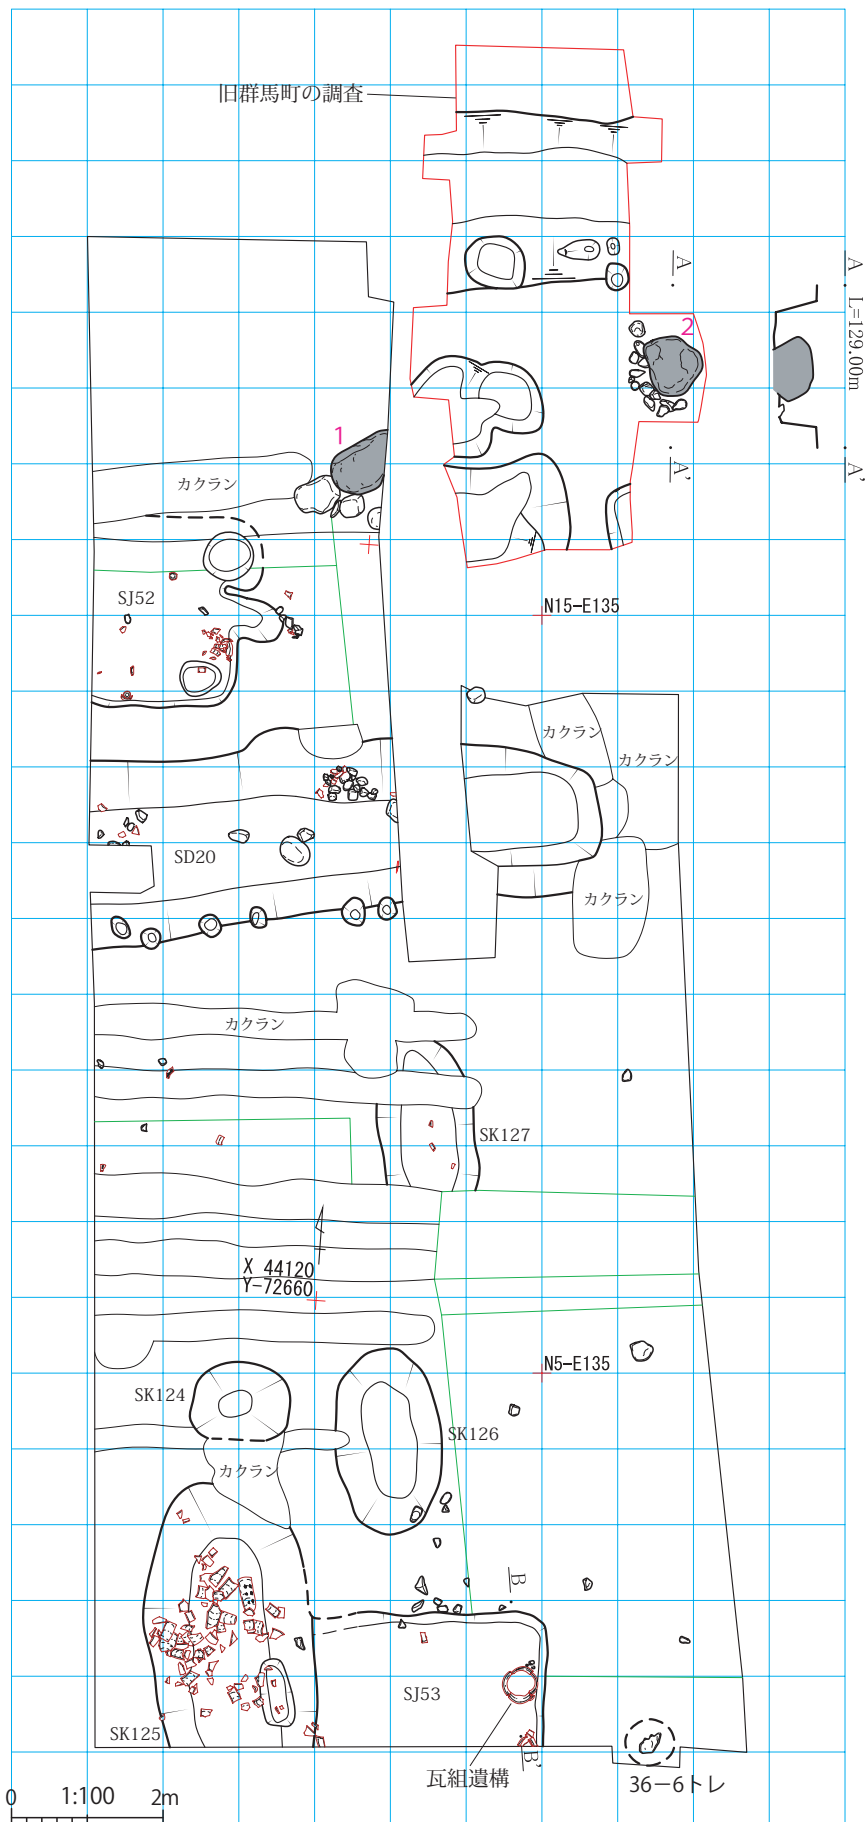 旧群馬町の調査
A
A
L=129.00m
2
1
カクラン
A'
A'
SJ52
N15-E135
カクラン
カクラン
SD20
カクラン
カクラン
SK127
X 44120
Y-72660
N5-E135
SK124
SK126
カクラン
B
SJ53
SK125
B'
瓦組遺構
36−6トレ
0 1:100 2m